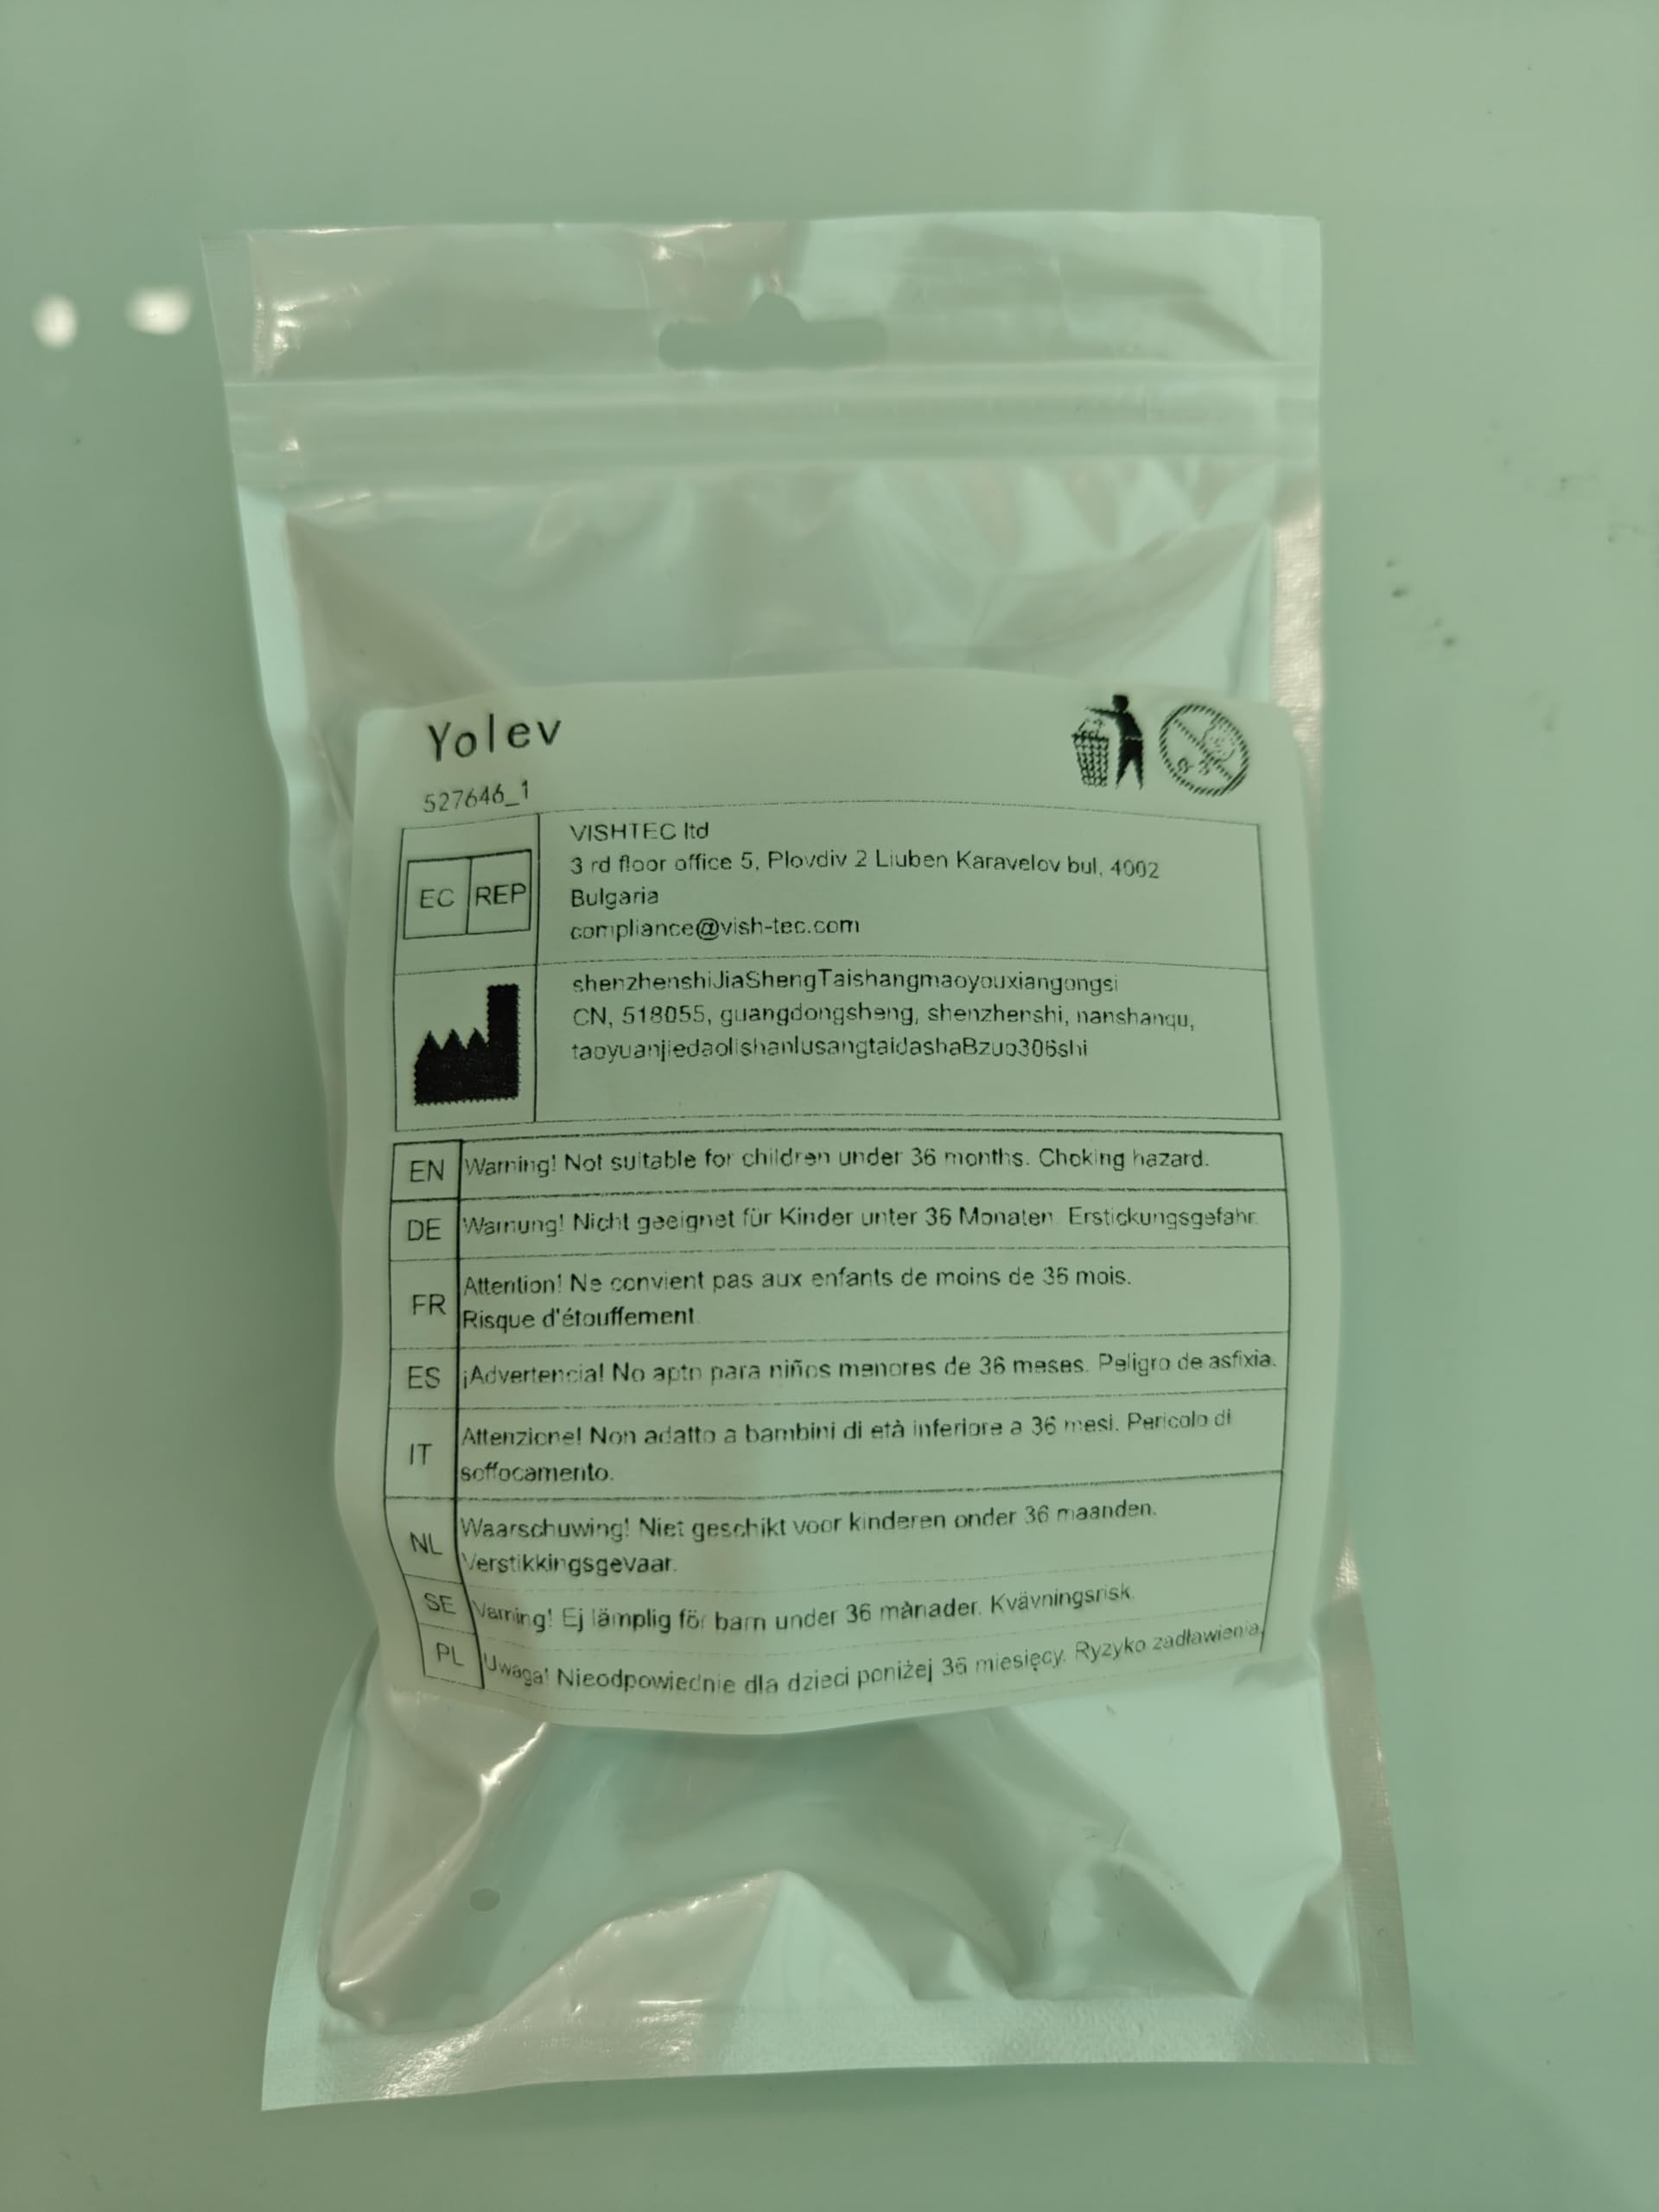 Yolev
527646_1
EC REP
VISHTEC ltd
3 rd floor office 5, Plovdiv 2 Liuben Karavelov bul, 4002
Bulgaria
compliance@vish-tec.com
shenzhenshiJiaShengTaishangmaoyouxiangongsi
CN, 518055, guangdongsheng, shenzhenshi, nanshanqu,
taoyuanjiedaolishanlusangtaidashaBzuo306shi
EN Warning! Not suitable for children under 36 months. Choking hazard.
DE Warnung! Nicht geeignet für Kinder unter 36 Monaten. Erstickungsgefahr.
FR Attention! Ne convient pas aux enfants de moins de 36 mois.
Risque d'étouffement.
ES ¡Advertencia! No apto para niños menores de 36 meses. Peligro de asfixia.
IT Attenzione! Non adatto a bambini di età inferiore a 36 mesi. Pericolo di
soffocamento.
NL Waarschuwing! Niet geschikt voor kinderen onder 36 maanden.
Verstikkingsgevaar.
SE Varning! Ej lämplig för barn under 36 månader. Kvävningsrisk.
PL Uwaga! Nieodpowiednie dla dzieci poniżej 36 miesięcy. Ryzyko zadławienia.